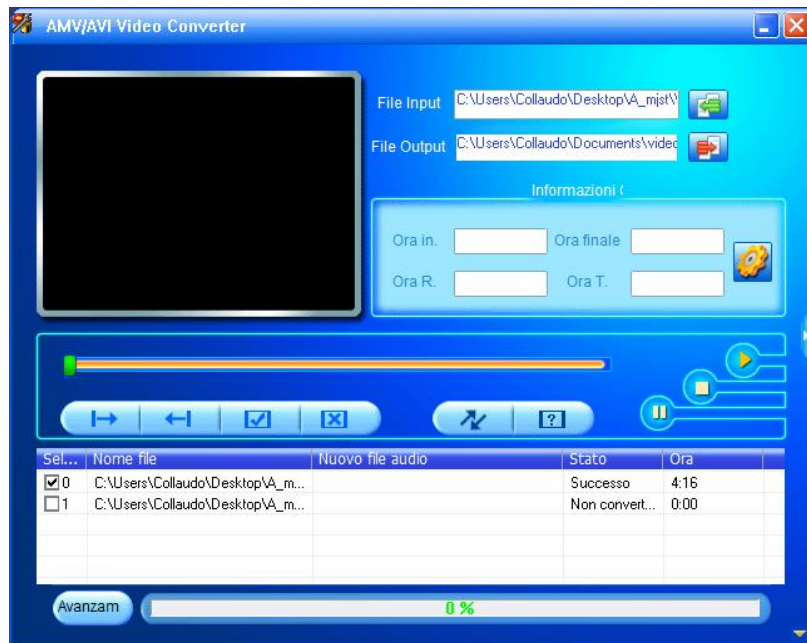 AMV/AVI Video Converter
File Input C:\Users\Collaudo\Desktop\A_mjst\
File Output C:\Users\Collaudo\Documents\videc
Informazioni
Ora in. Ora finale
Ora R. Ora T.
Sel... Nome file Nuovo file audio Stato Ora
0 C:\Users\Collaudo\Desktop\A_m... Successo 4:16
1 C:\Users\Collaudo\Desktop\A_m... Non convert... 0:00
Avanzam 0 %